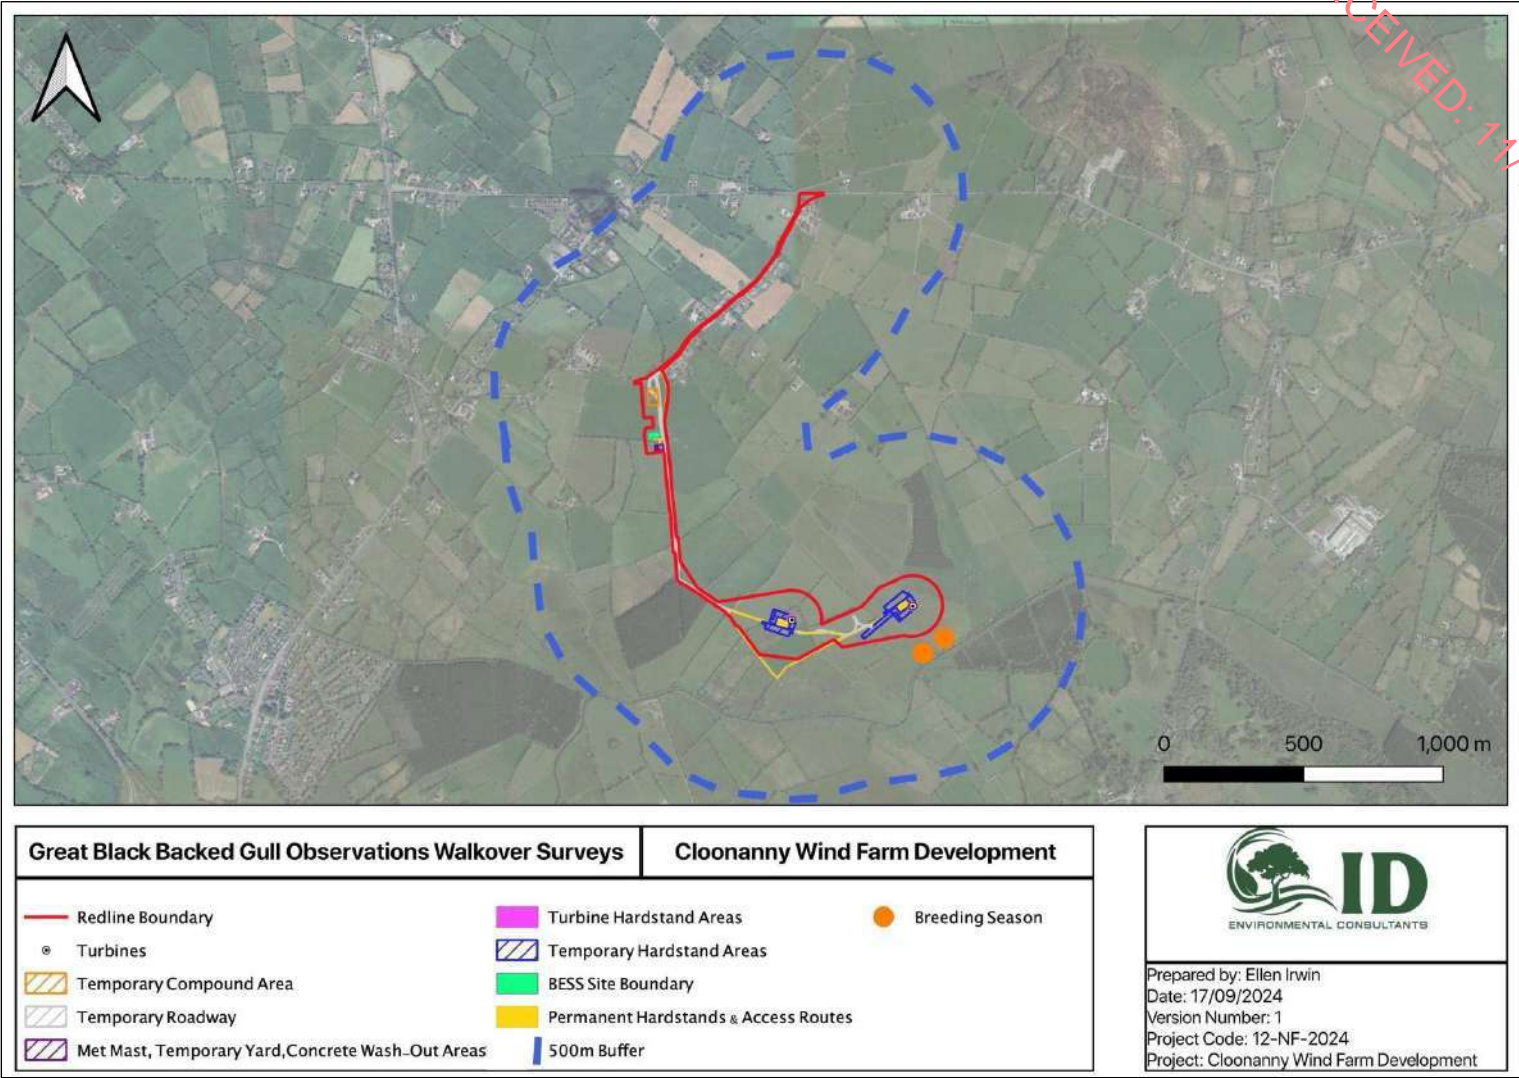 CEIVED: 11/
0 500 1,000 m
Great Black Backed Gull Observations Walkover Surveys
Cloonanny Wind Farm Development
Redline Boundary
Turbines
Temporary Compound Area
Temporary Roadway
Met Mast, Temporary Yard,Concrete Wash-Out Areas
Turbine Hardstand Areas
Temporary Hardstand Areas
BESS Site Boundary
Permanent Hardstands & Access Routes
500m Buffer
Breeding Season
ID
ENVIRONMENTAL CONSULTANTS
Prepared by: Ellen Irwin
Date: 17/09/2024
Version Number: 1
Project Code: 12-NF-2024
Project: Cloonanny Wind Farm Development